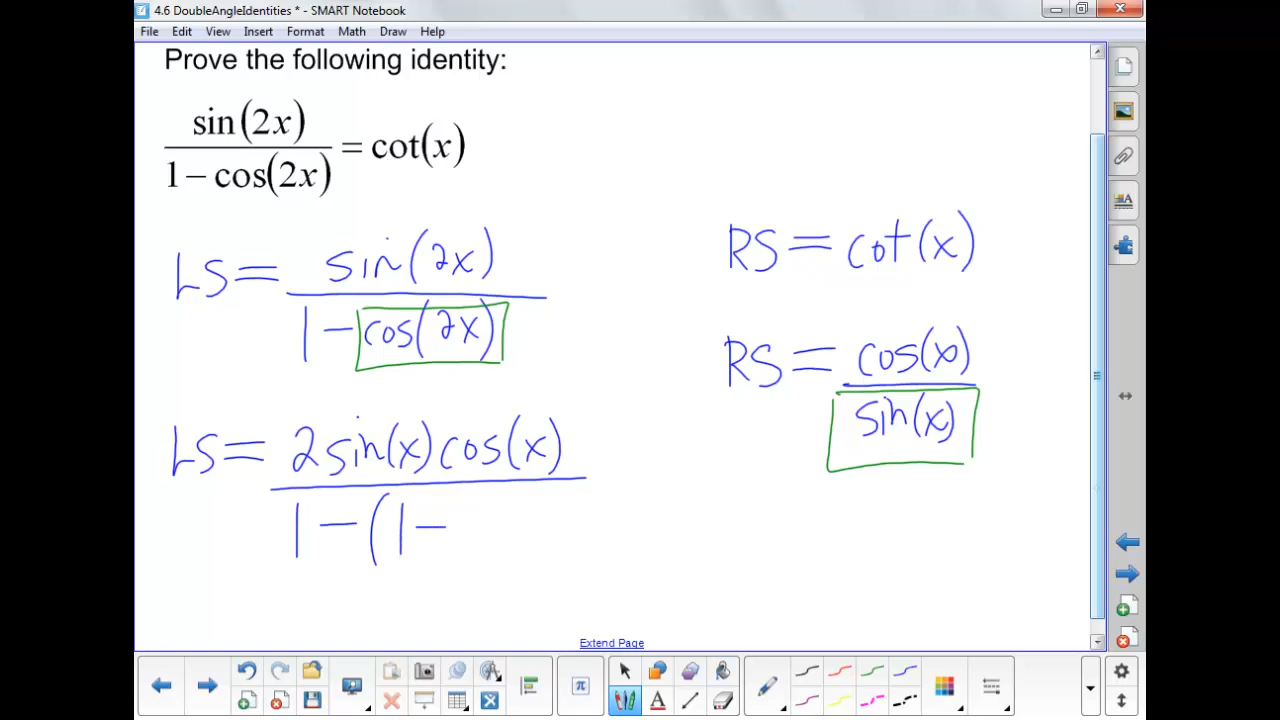 4.6 DoubleAngleIdentities * - SMART Notebook
File Edit View Insert Format Math Draw Help
Prove the following identity:
sin(2x)
1 − cos(2x)
= cot(x)
LS = sin(2x)
1 − cos(2x)
RS = cot(x)
RS = cos(x)
sin(x)
LS = 2sin(x)cos(x)
1 − (1 −
Extend Page
π
A